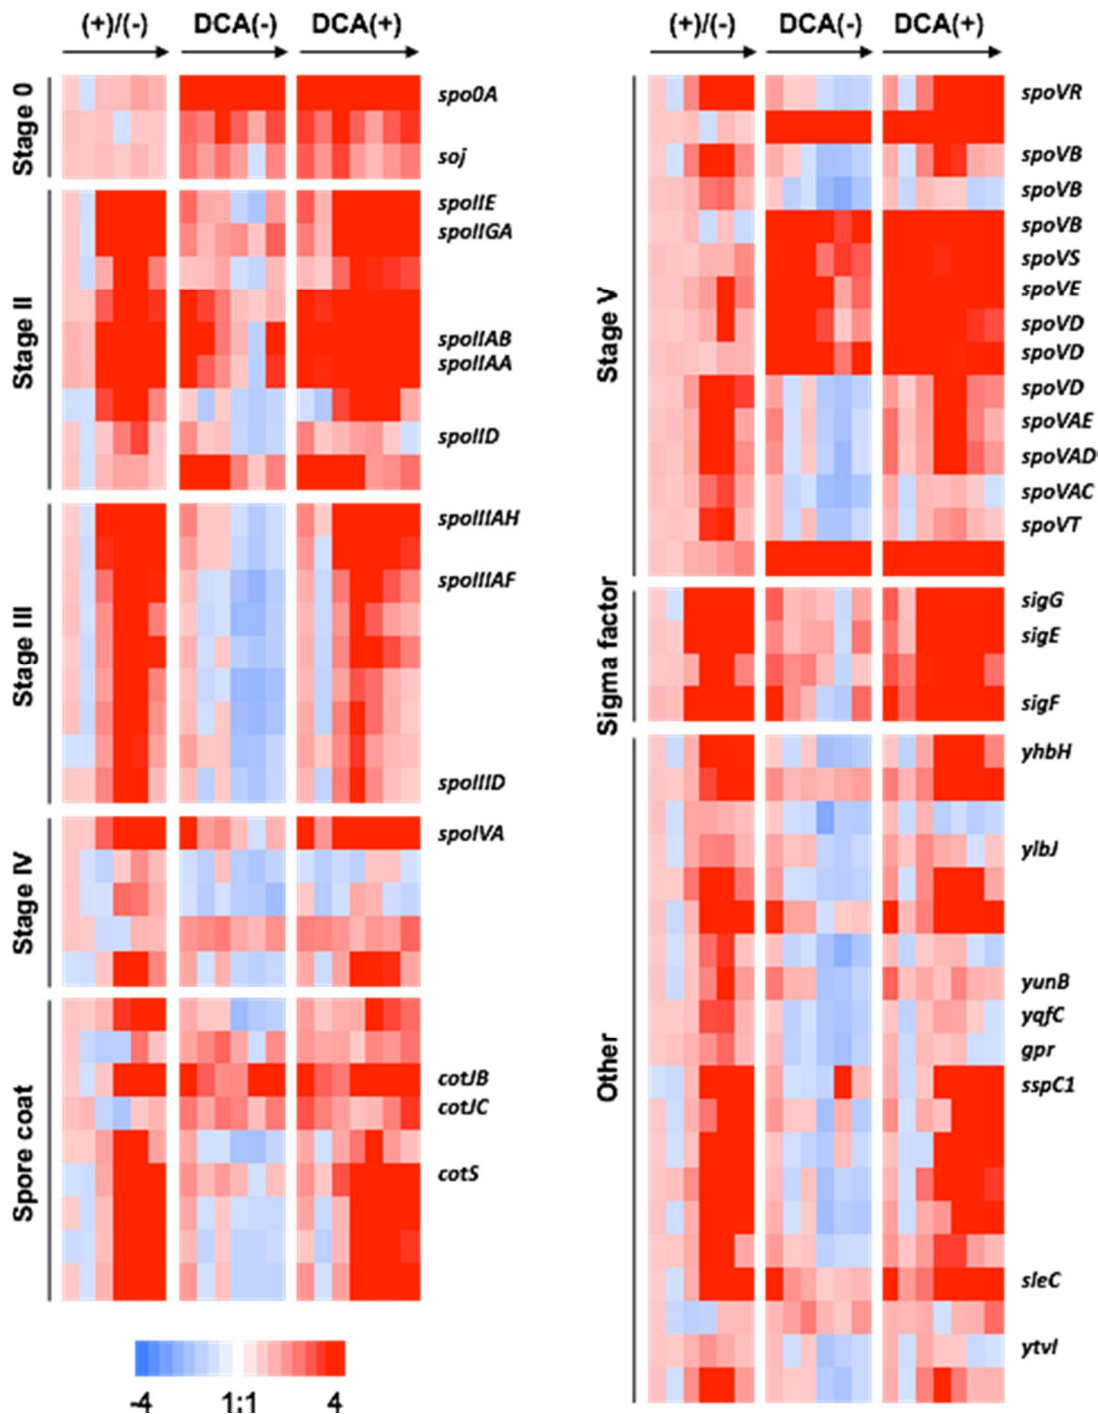 (+)/(-) DCA(-) DCA(+)
Stage 0
spo0A
soj
Stage II
spoIIE
spoIIGA
spoIIAB
spoIIAA
spoIID
Stage III
spoIIIAH
spoIIIAF
spoIIID
Stage IV
spoIVA
Spore coat
cotJB
cotJC
cotS
-4 1:1 4
(+)/(-) DCA(-) DCA(+)
Stage V
spoVR
spoVB
spoVB
spoVB
spoVS
spoVE
spoVD
spoVD
spoVD
spoVAE
spoVAD
spoVAC
spoVT
Sigma factor
sigG
sigE
sigF
Other
yhbH
ylbJ
yunB
yqfC
gpr
sspC1
sleC
ytvI